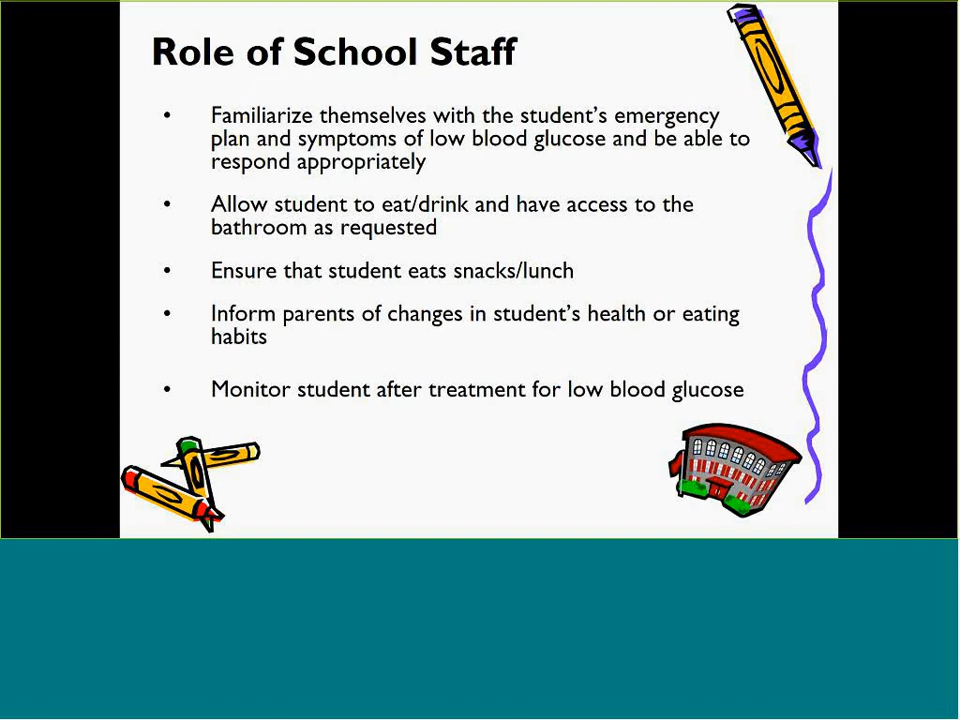 Role of School Staff
• Familiarize themselves with the student's emergency
plan and symptoms of low blood glucose and be able to
respond appropriately
• Allow student to eat/drink and have access to the
bathroom as requested
• Ensure that student eats snacks/lunch
• Inform parents of changes in student's health or eating
habits
• Monitor student after treatment for low blood glucose